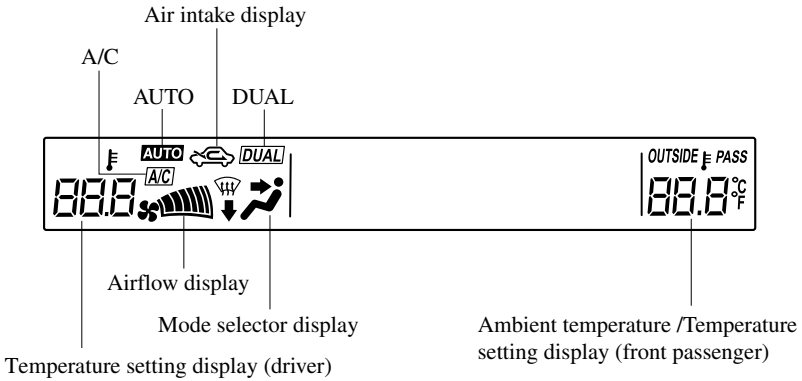 Air intake display
A/C
AUTO DUAL
AUTO DUAL OUTSIDE PASS
A/C
88.8 88.8 °C
°F
Airflow display
Mode selector display
Ambient temperature /Temperature
setting display (front passenger)
Temperature setting display (driver)